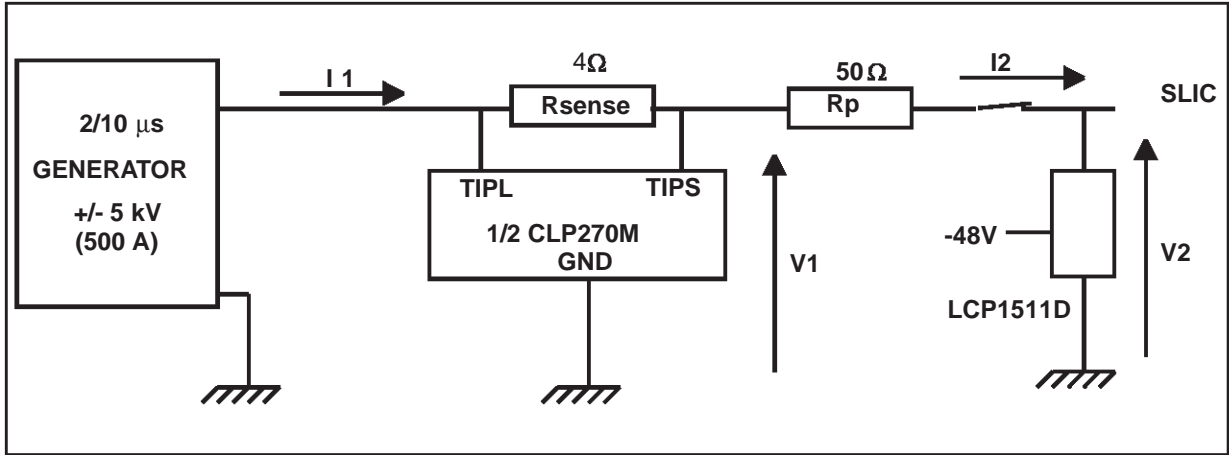 2/10 μs
GENERATOR
+/- 5 kV
(500 A)
I 1
4Ω
Rsense
TIPL
TIPS
1/2 CLP270M
GND
V1
50 Ω
Rp
I2
SLIC
-48V
LCP1511D
V2